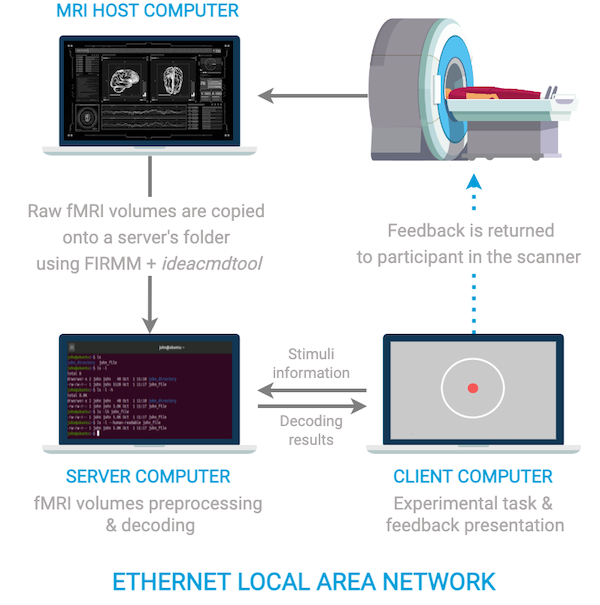 MRI HOST COMPUTER
Raw fMRI volumes are copied
onto a server's folder
using FIRMM + ideacmdtool
Feedback is returned
to participant in the scanner
john@ubuntu: ~
Stimuli
information
Decoding
results
SERVER COMPUTER
fMRI volumes preprocessing
& decoding
CLIENT COMPUTER
Experimental task &
feedback presentation
ETHERNET LOCAL AREA NETWORK